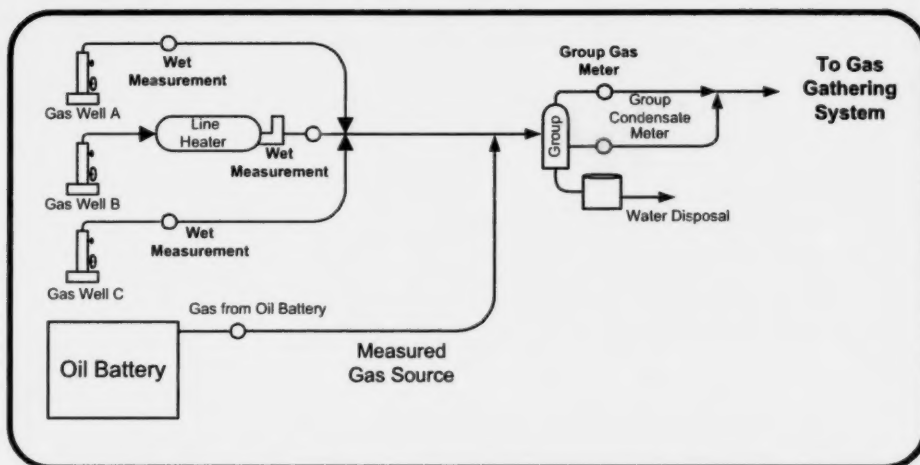 Wet
Measurement
Gas Well A
Line
Heater
Wet
Measurement
Gas Well B
Wet
Measurement
Gas Well C
Gas from Oil Battery
Oil Battery
Measured
Gas Source
Group Gas
Meter
Group
Condensate
Meter
Group
Water Disposal
To Gas
Gathering
System